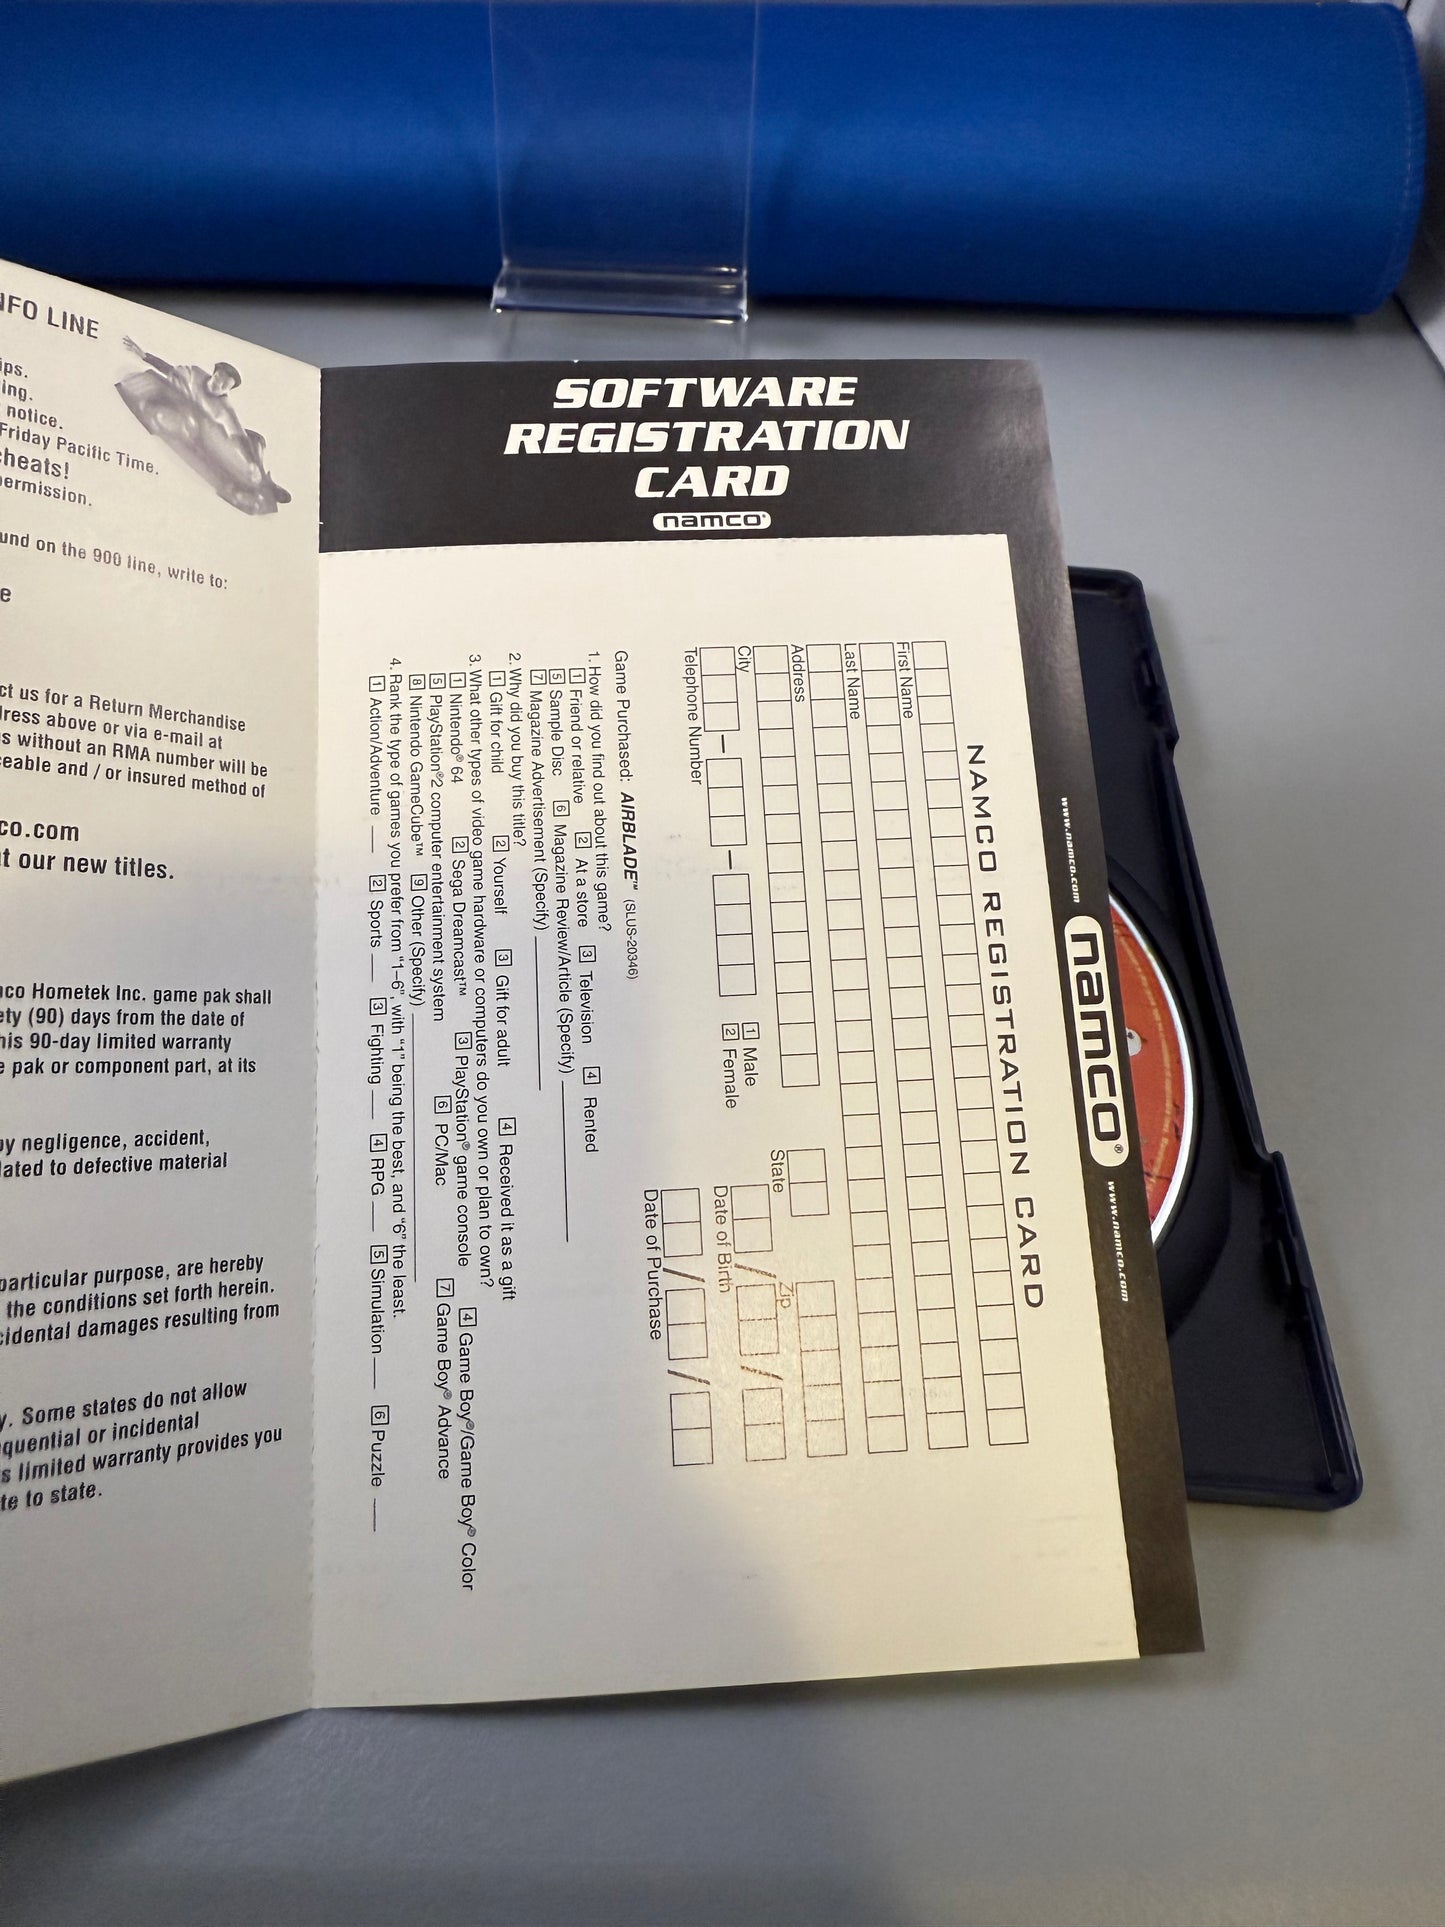 NFO LINE
ips.
ing.
notice.
Friday Pacific Time.
cheats!
permission.
und on the 900 line, write to:
e
ct us for a Return Merchandise
dress above or via e-mail at
s without an RMA number will be
ceable and / or insured method of
co.com
t our new titles.
nco Hometek Inc. game pak shall
ety (90) days from the date of
his 90-day limited warranty
e pak or component part, at its
by negligence, accident,
lated to defective material
particular purpose, are hereby
the conditions set forth herein.
cidental damages resulting from
y. Some states do not allow
quential or incidental
s limited warranty provides you
te to state.
SOFTWARE
REGISTRATION
CARD
namco®
www.namco.com namco® www.namco.com
NAMCO REGISTRATION CARD
First Name
Last Name
Address
City State Zip
Telephone Number
1 Male
2 Female
Date of Birth
Date of Purchase
Game Purchased: AIRBLADE™ (SLUS-20346)
1. How did you find out about this game?
1 Friend or relative 2 At a store 3 Television 4 Rented
5 Sample Disc 6 Magazine Review/Article (Specify)
7 Magazine Advertisement (Specify)
2. Why did you buy this title?
1 Gift for child 2 Yourself 3 Gift for adult 4 Received it as a gift
3. What other types of video game hardware or computers do you own or plan to own?
1 Nintendo® 64 2 Sega Dreamcast™ 3 PlayStation® game console 4 Game Boy®/Game Boy® Color
5 PlayStation®2 computer entertainment system 6 PC/Mac 7 Game Boy® Advance
8 Nintendo GameCube™ 9 Other (Specify)
4. Rank the type of games you prefer from "1–6", with "1" being the best, and "6" the least.
1 Action/Adventure 2 Sports 3 Fighting 4 RPG 5 Simulation 6 Puzzle